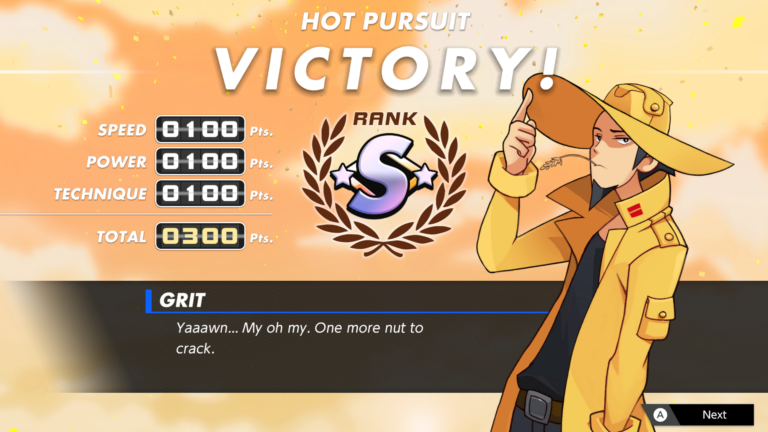 HOT PURSUIT
VICTORY!
RANK
S
SPEED 0100 Pts.
POWER 0100 Pts.
TECHNIQUE 0100 Pts.
TOTAL 0300 Pts.
GRIT
Yaaawn... My oh my. One more nut to
crack.
A Next